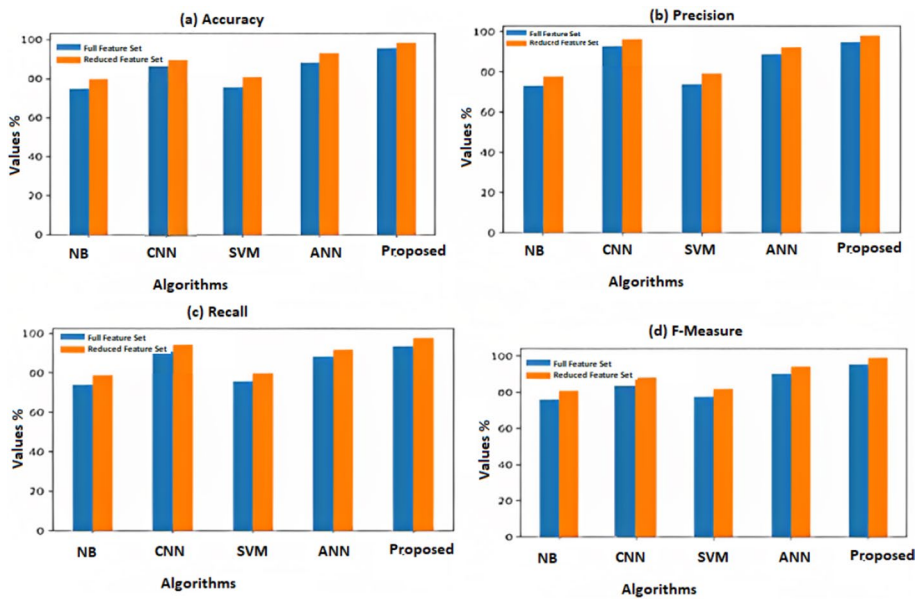 (a) Accuracy
Full Feature Set
Reduced Feature Set
Values %
100
80
60
40
20
0
NB CNN SVM ANN Proposed
Algorithms
(b) Precision
Full Feature Set
Reduced Feature Set
Values %
100
80
60
40
20
0
NB CNN SVM ANN Proposed
Algorithms
(c) Recall
Full Feature Set
Reduced Feature Set
Values %
100
80
60
40
20
0
NB CNN SVM ANN Proposed
Algorithms
(d) F-Measure
Full Feature Set
Reduced Feature Set
Values %
100
80
60
40
20
0
NB CNN SVM ANN Proposed
Algorithms